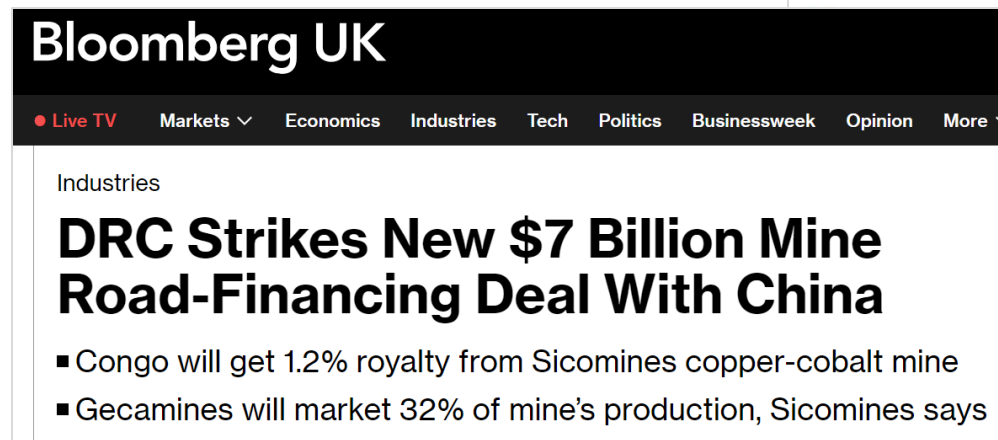 Bloomberg UK
Live TV Markets Economics Industries Tech Politics Businessweek Opinion More
Industries
DRC Strikes New $7 Billion Mine
Road-Financing Deal With China
Congo will get 1.2% royalty from Sicomines copper-cobalt mine
Gecamines will market 32% of mine’s production, Sicomines says